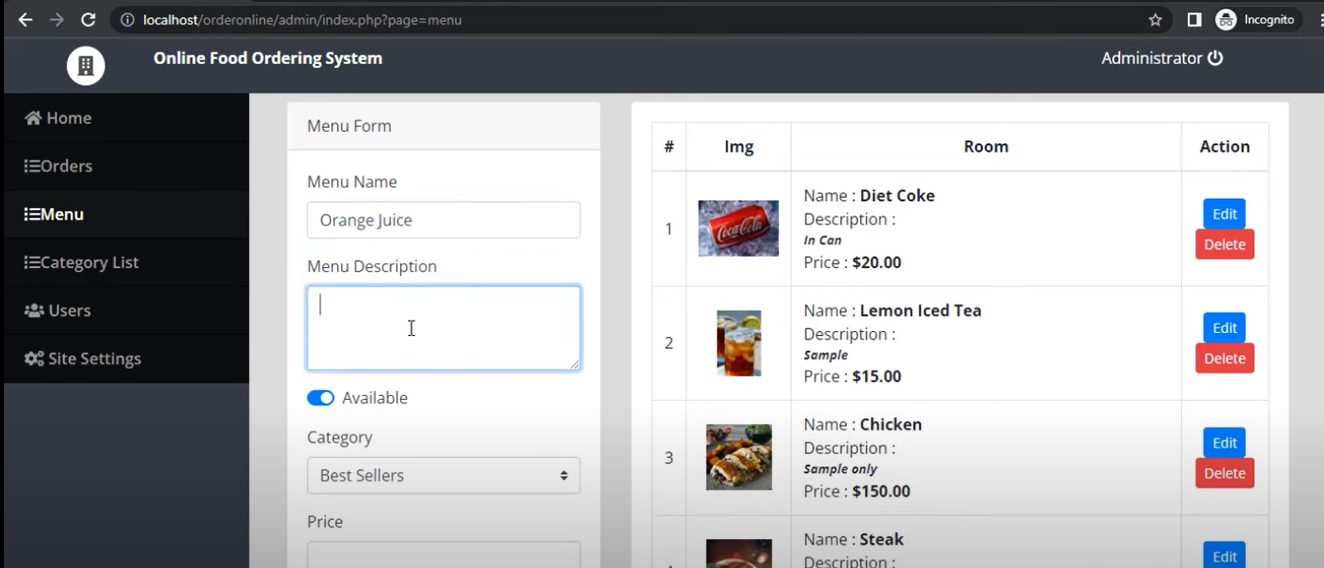 localhost/orderonline/admin/index.php?page=menu
Incognito
Online Food Ordering System
Administrator
Home
Orders
Menu
Category List
Users
Site Settings
Menu Form
Menu Name
Orange Juice
Menu Description
Available
Category
Best Sellers
Price
# Img Room Action
1
Coca-Cola
Name : Diet Coke
Description :
In Can
Price : $20.00
Edit
Delete
2
Name : Lemon Iced Tea
Description :
Sample
Price : $15.00
Edit
Delete
3
Name : Chicken
Description :
Sample only
Price : $150.00
Edit
Delete
Name : Steak
Description :
Edit